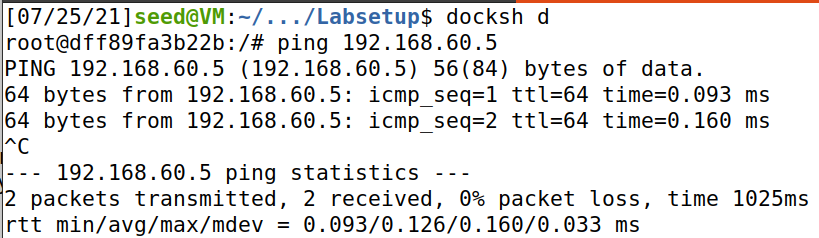 [07/25/21]seed@VM:~/.../Labsetup$ docksh d
root@dff89fa3b22b:/# ping 192.168.60.5
PING 192.168.60.5 (192.168.60.5) 56(84) bytes of data.
64 bytes from 192.168.60.5: icmp_seq=1 ttl=64 time=0.093 ms
64 bytes from 192.168.60.5: icmp_seq=2 ttl=64 time=0.160 ms
^C
--- 192.168.60.5 ping statistics ---
2 packets transmitted, 2 received, 0% packet loss, time 1025ms
rtt min/avg/max/mdev = 0.093/0.126/0.160/0.033 ms